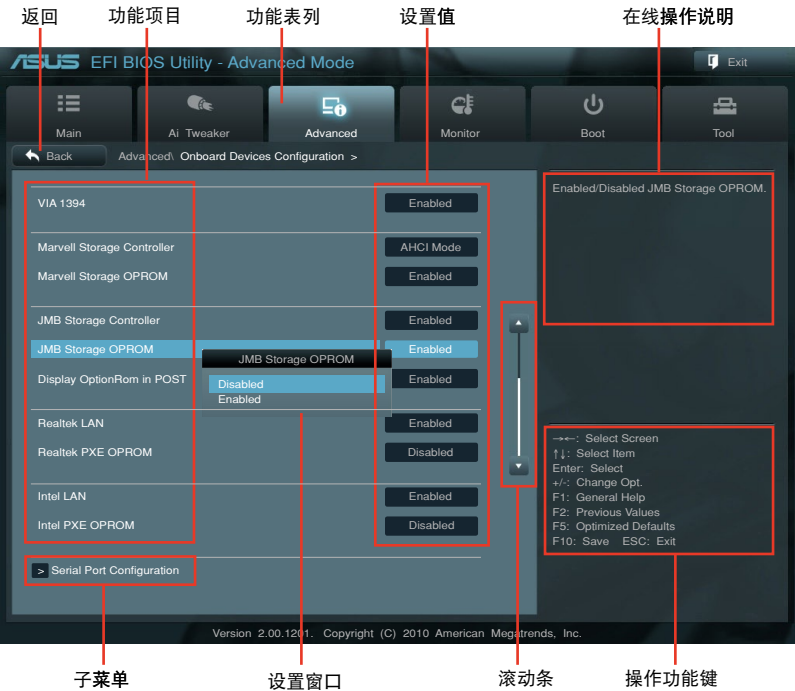 返回 功能项目 功能表列 设置值 在线操作说明
ASUS EFI BIOS Utility - Advanced Mode Exit
Main Ai Tweaker Advanced Monitor Boot Tool
Back Advanced\ Onboard Devices Configuration >
Enabled/Disabled JMB Storage OPROM.
VIA 1394 Enabled
Marvell Storage Controller AHCI Mode
Marvell Storage OPROM Enabled
JMB Storage Controller Enabled
JMB Storage OPROM Enabled
JMB Storage OPROM
Disabled
Enabled
Display OptionRom in POST Enabled
Realtek LAN Enabled
Realtek PXE OPROM Disabled
Intel LAN Enabled
Intel PXE OPROM Disabled
> Serial Port Configuration
→←: Select Screen
↑↓: Select Item
Enter: Select
+/-: Change Opt.
F1: General Help
F2: Previous Values
F5: Optimized Defaults
F10: Save ESC: Exit
Version 2.00.1201. Copyright (C) 2010 American Megatrends, Inc.
子菜单 设置窗口 滚动条 操作功能键